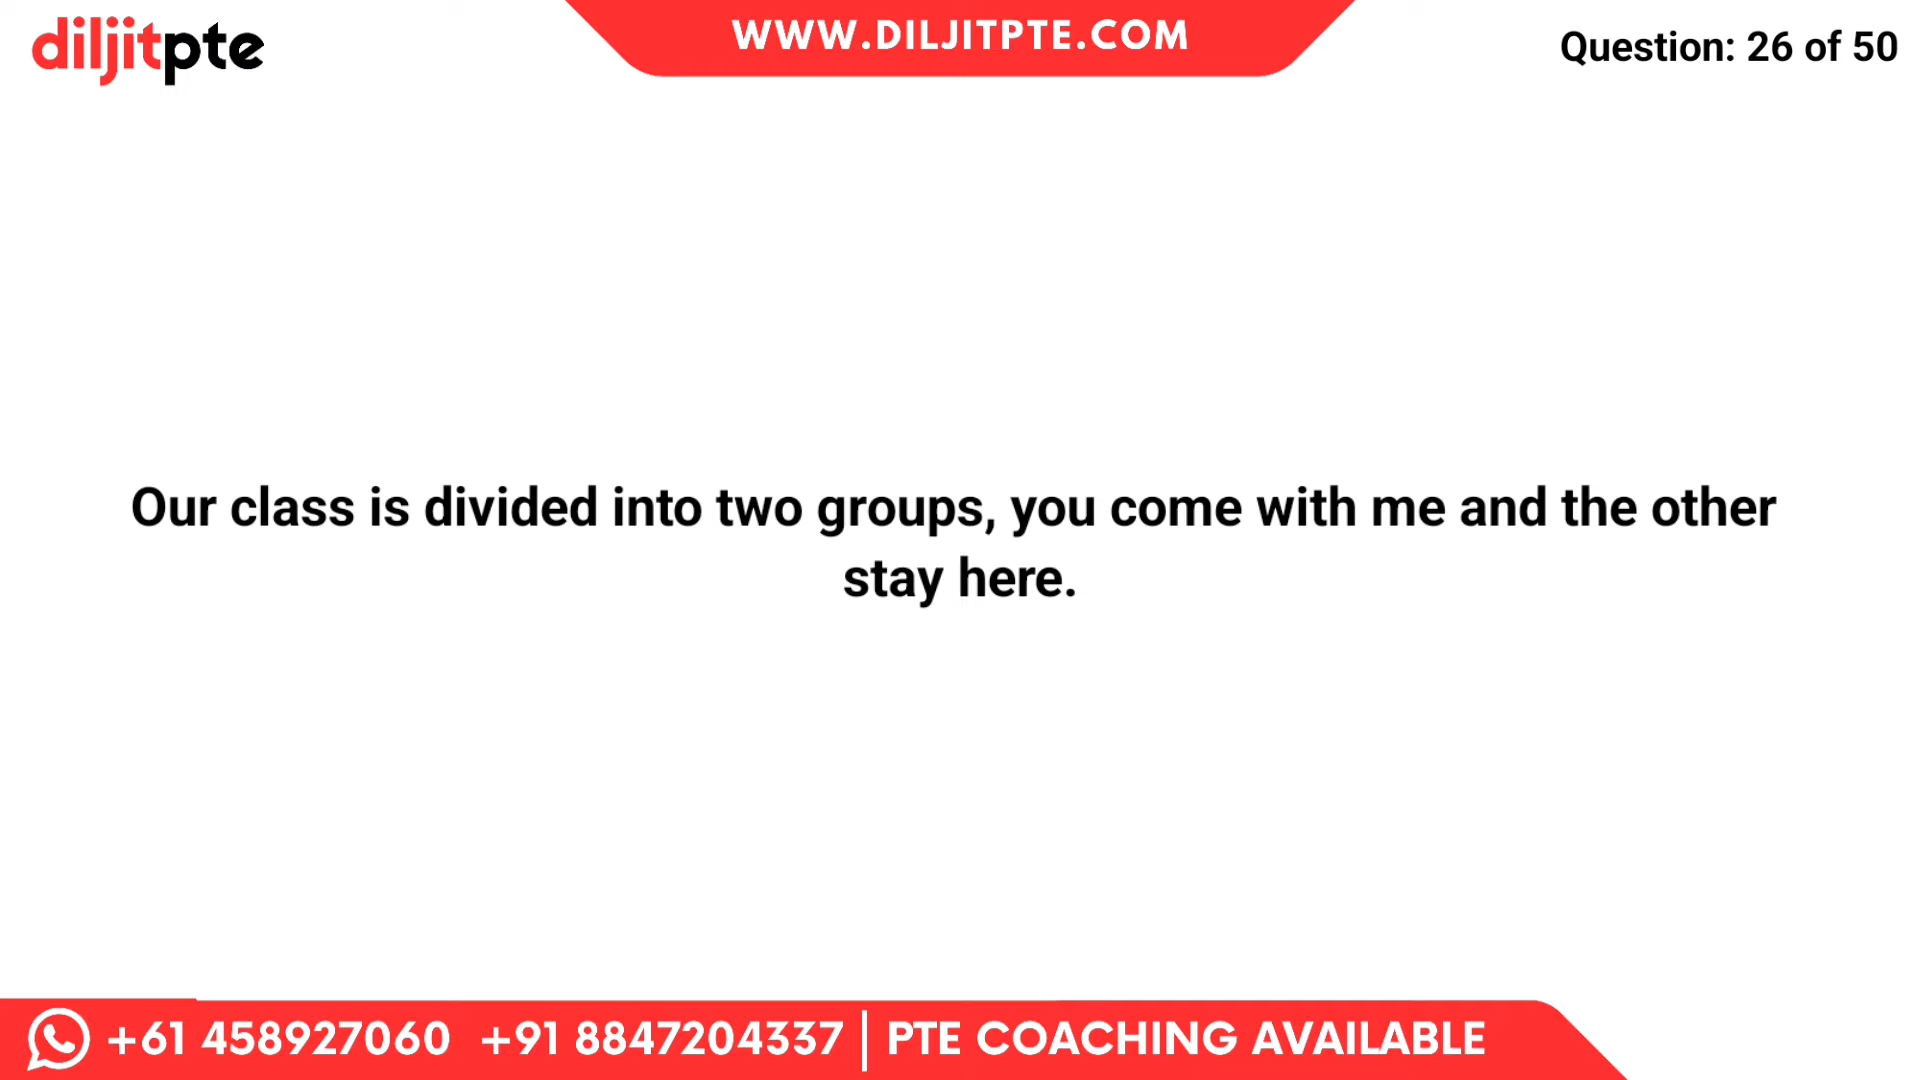 diljitpte
WWW.DILJITPTE.COM
Question: 26 of 50
Our class is divided into two groups, you come with me and the other
stay here.
+61 458927060 +91 8847204337 | PTE COACHING AVAILABLE